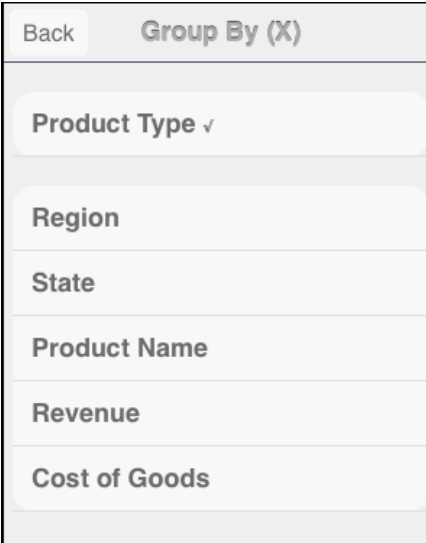 Back
Group By (X)
Product Type √
Region
State
Product Name
Revenue
Cost of Goods